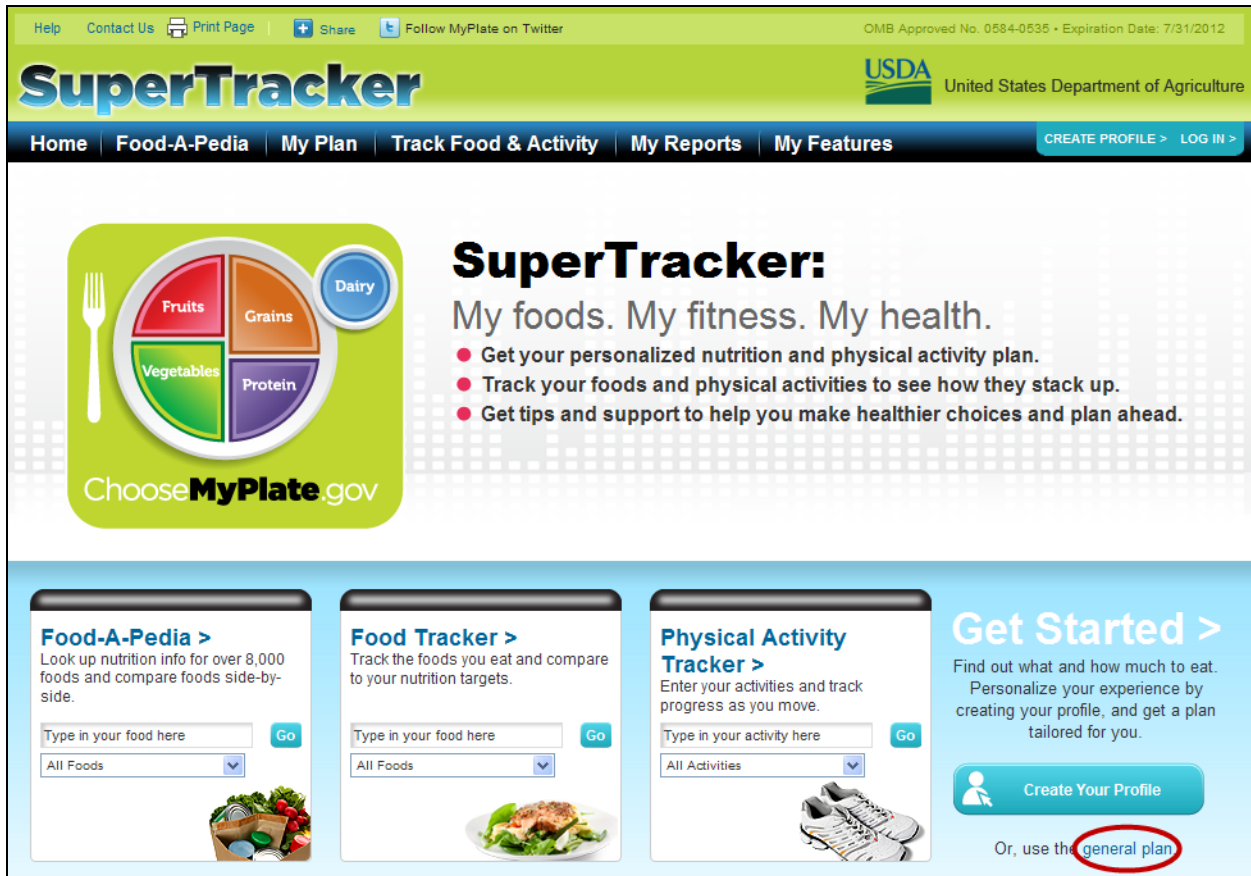 Help Contact Us Print Page Share Follow MyPlate on Twitter OMB Approved No. 0584-0535 • Expiration Date: 7/31/2012
SuperTracker
USDA United States Department of Agriculture
Home Food-A-Pedia My Plan Track Food & Activity My Reports My Features CREATE PROFILE > LOG IN >
Fruits
Grains
Dairy
Vegetables
Protein
ChooseMyPlate.gov
SuperTracker:
My foods. My fitness. My health.
Get your personalized nutrition and physical activity plan.
Track your foods and physical activities to see how they stack up.
Get tips and support to help you make healthier choices and plan ahead.
Food-A-Pedia >
Look up nutrition info for over 8,000
foods and compare foods side-by-
side.
Type in your food here Go
All Foods
Food Tracker >
Track the foods you eat and compare
to your nutrition targets.
Type in your food here Go
All Foods
Physical Activity
Tracker >
Enter your activities and track
progress as you move.
Type in your activity here Go
All Activities
Get Started >
Find out what and how much to eat.
Personalize your experience by
creating your profile, and get a plan
tailored for you.
Create Your Profile
Or, use the general plan.